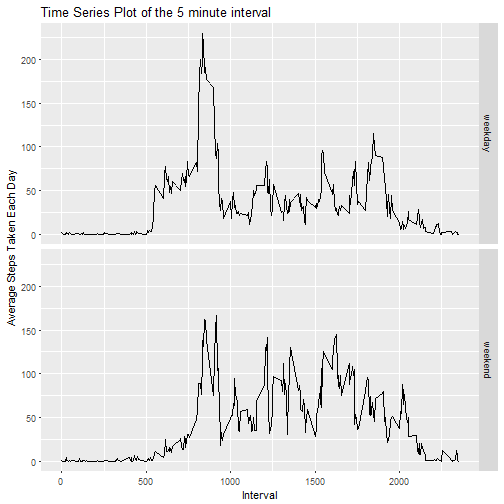 Time Series Plot of the 5 minute interval
Average Steps Taken Each Day
200
150
100
50
0
weekday
200
150
100
50
0
weekend
0 500 1000 1500 2000
Interval